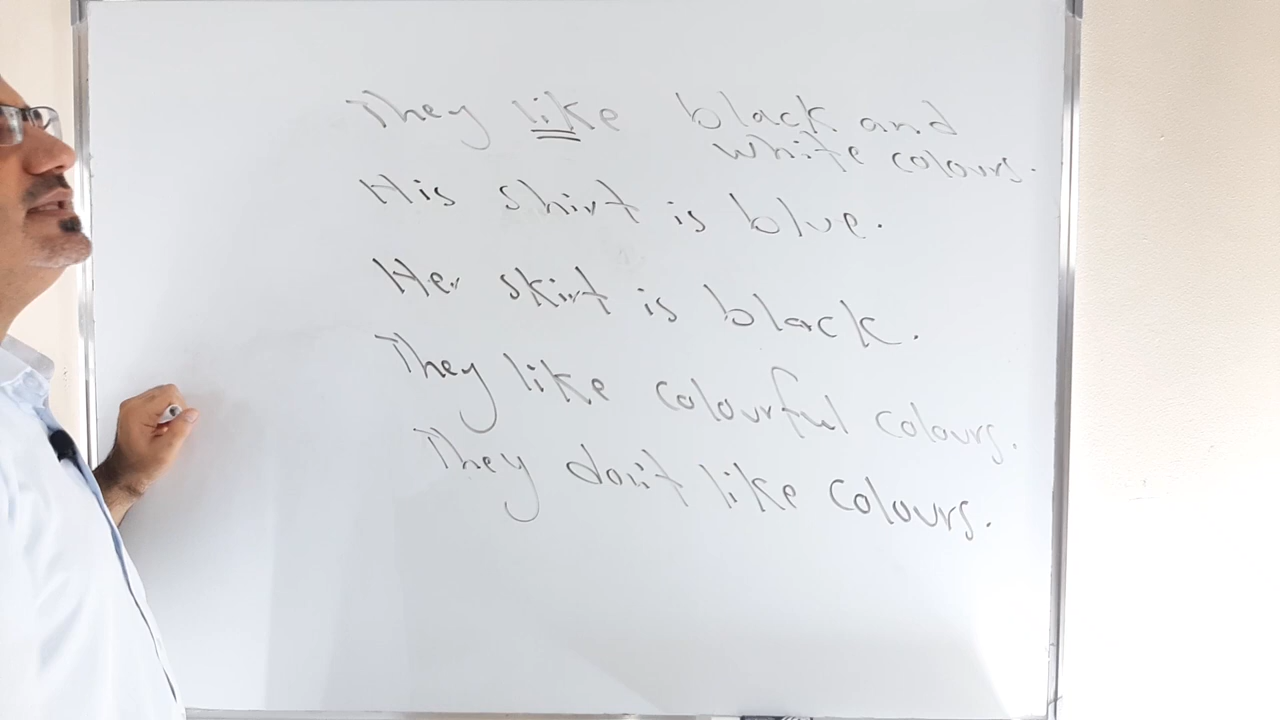 They like black and
white colours.
His shirt is blue.
Her skirt is black.
They like colourful colours.
They don't like colours.